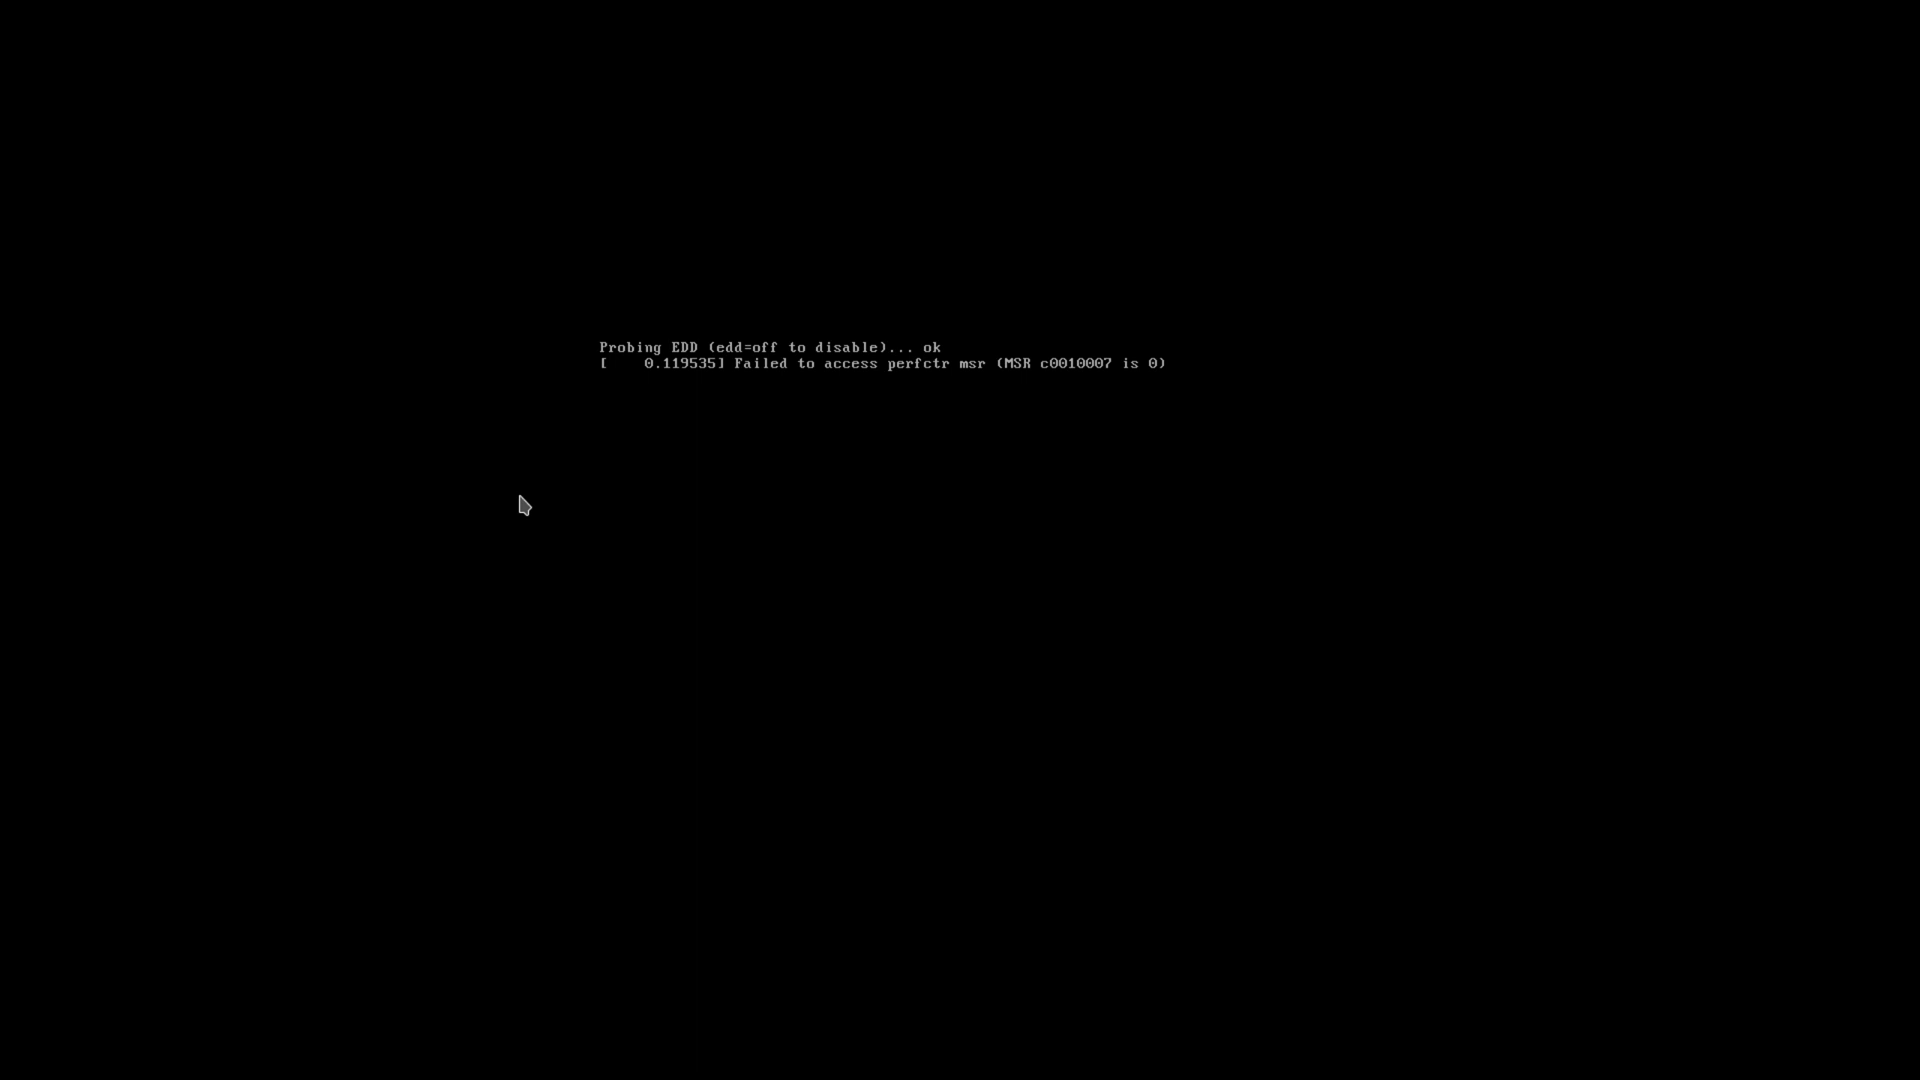 Probing EDD (edd=off to disable)... ok
[    0.119535] Failed to access perfctr msr (MSR c0010007 is 0)